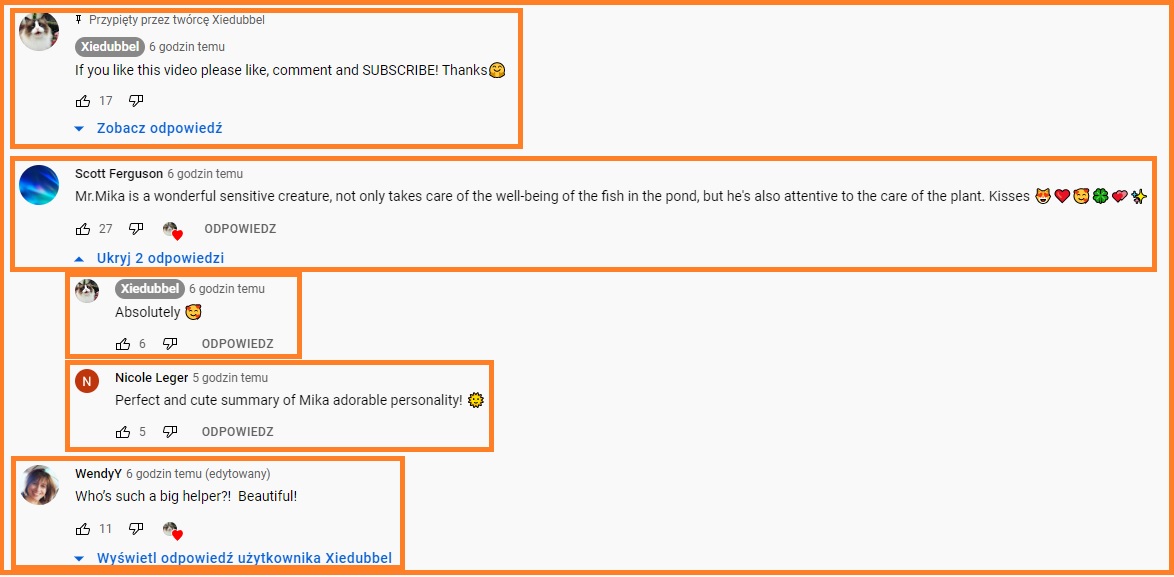 Przypięty przez twórcę Xiedubbel
Xiedubbel 6 godzin temu
If you like this video please like, comment and SUBSCRIBE! Thanks🤗
17
Zobacz odpowiedź
Scott Ferguson 6 godzin temu
Mr.Mika is a wonderful sensitive creature, not only takes care of the well-being of the fish in the pond, but he's also attentive to the care of the plant. Kisses 😻❤️🥰🍀💕✨
27 ODPOWIEDZ
Ukryj 2 odpowiedzi
Xiedubbel 6 godzin temu
Absolutely 🥰
6 ODPOWIEDZ
N
Nicole Leger 5 godzin temu
Perfect and cute summary of Mika adorable personality! 🌞
5 ODPOWIEDZ
WendyY 6 godzin temu (edytowany)
Who’s such a big helper?!  Beautiful!
11
Wyświetl odpowiedź użytkownika Xiedubbel